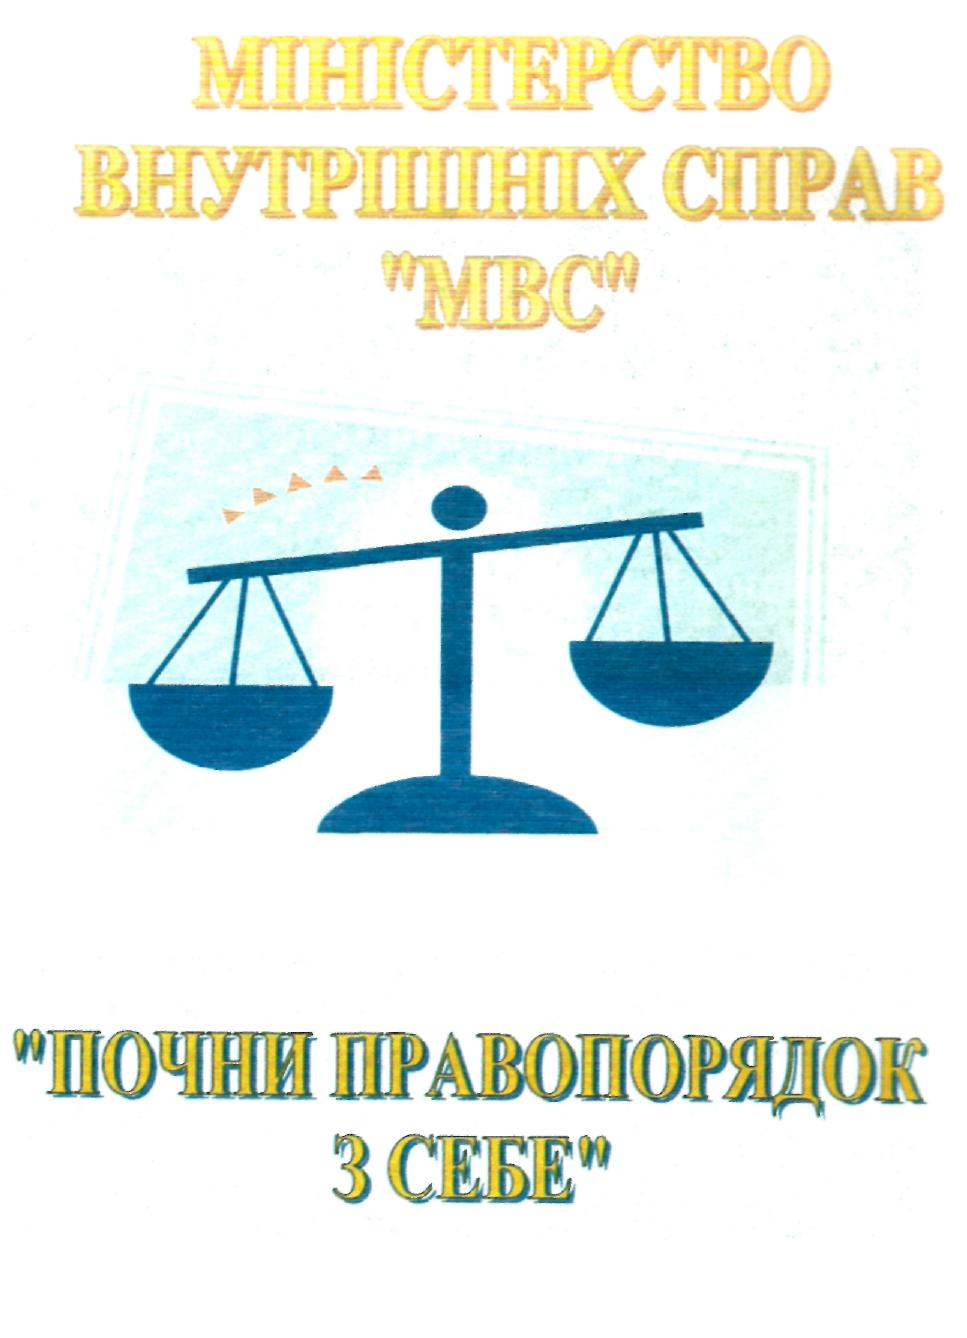 МІНІСТЕРСТВО
ВНУТРІШНІХ СПРАВ
"МВС"
"ПОЧНИ ПРАВОПОРЯДОК
З СЕБЕ"